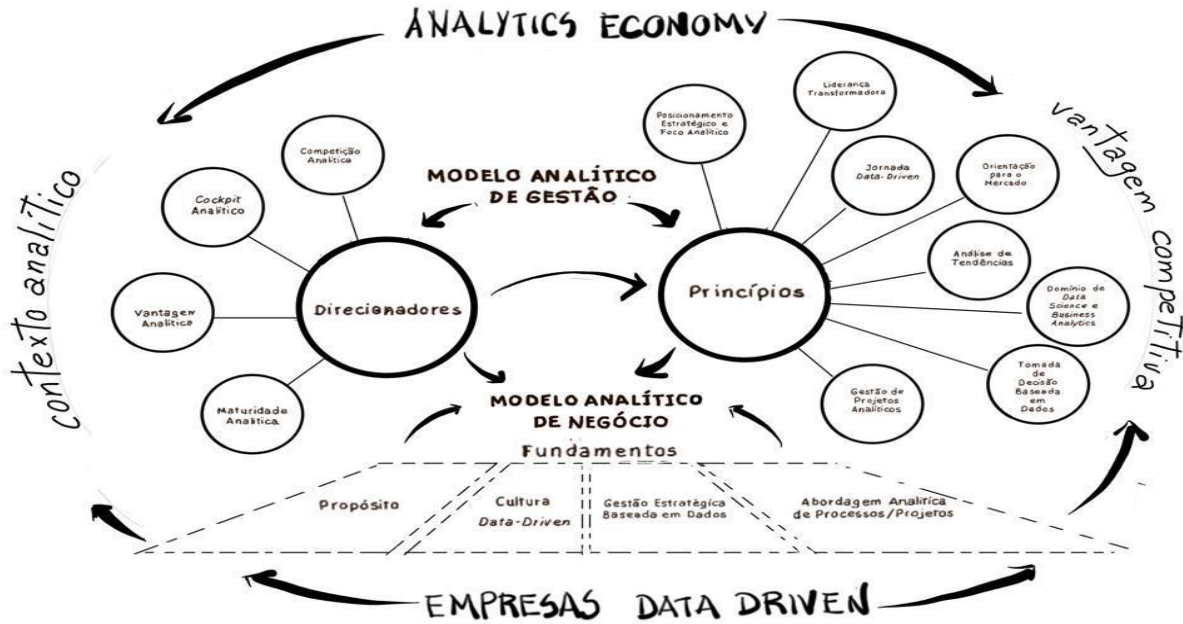 ANALYTICS ECONOMY
contexto analítico
vantagem competitiva
Competição
Analítica
Cockpit
Analítico
Vantagem
Analítica
Maturidade
Analítica
Direcionadores
MODELO ANALÍTICO
DE GESTÃO
Posicionamento
Estratégico e
Foco Analítico
Liderança
Transformadora
Jornada
Data-Driven
Orientação
para o
Mercado
Análise de
Tendências
Domínio de
Data
Science e
Business
Analytics
Tomada
de
Decisão
Baseada
em
Dados
Gestão de
Projetos
Analíticos
Princípios
MODELO ANALÍTICO
DE NEGÓCIO
Fundamentos
Propósito
Cultura
Data-Driven
Gestão Estratégica
Baseada em Dados
Abordagem Analítica
de Processos/Projetos
EMPRESAS DATA DRIVEN